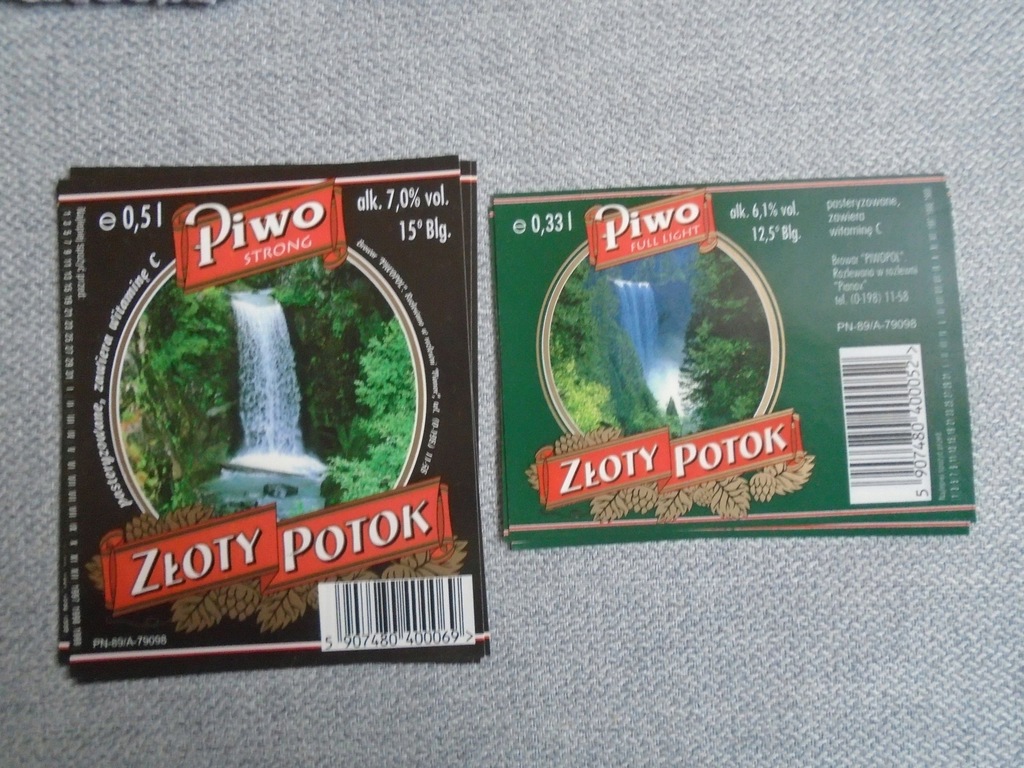 ℮ 0,5 l
Piwo
STRONG
alk. 7,0% vol.
15° Blg.
pasteryzowane, zawiera witaminę C
ZŁOTY POTOK
PN-89/A-79098
5 907480 400069 >
℮ 0,33 l
Piwo
FULL LIGHT
alk. 6,1% vol.
12,5° Blg.
pasteryzowane,
zawiera
witaminę C
Browar "PIWOPOL"
Rozlewano w rozlewni
"Panax"
tel. (0-198) 11-58
PN-89/A-79098
5 907480 400052 >
ZŁOTY POTOK